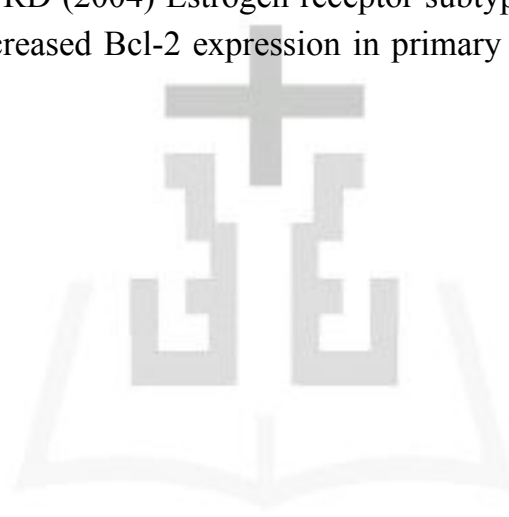 RD (2004) Estrogen receptor
creased Bcl-2 expression in primary